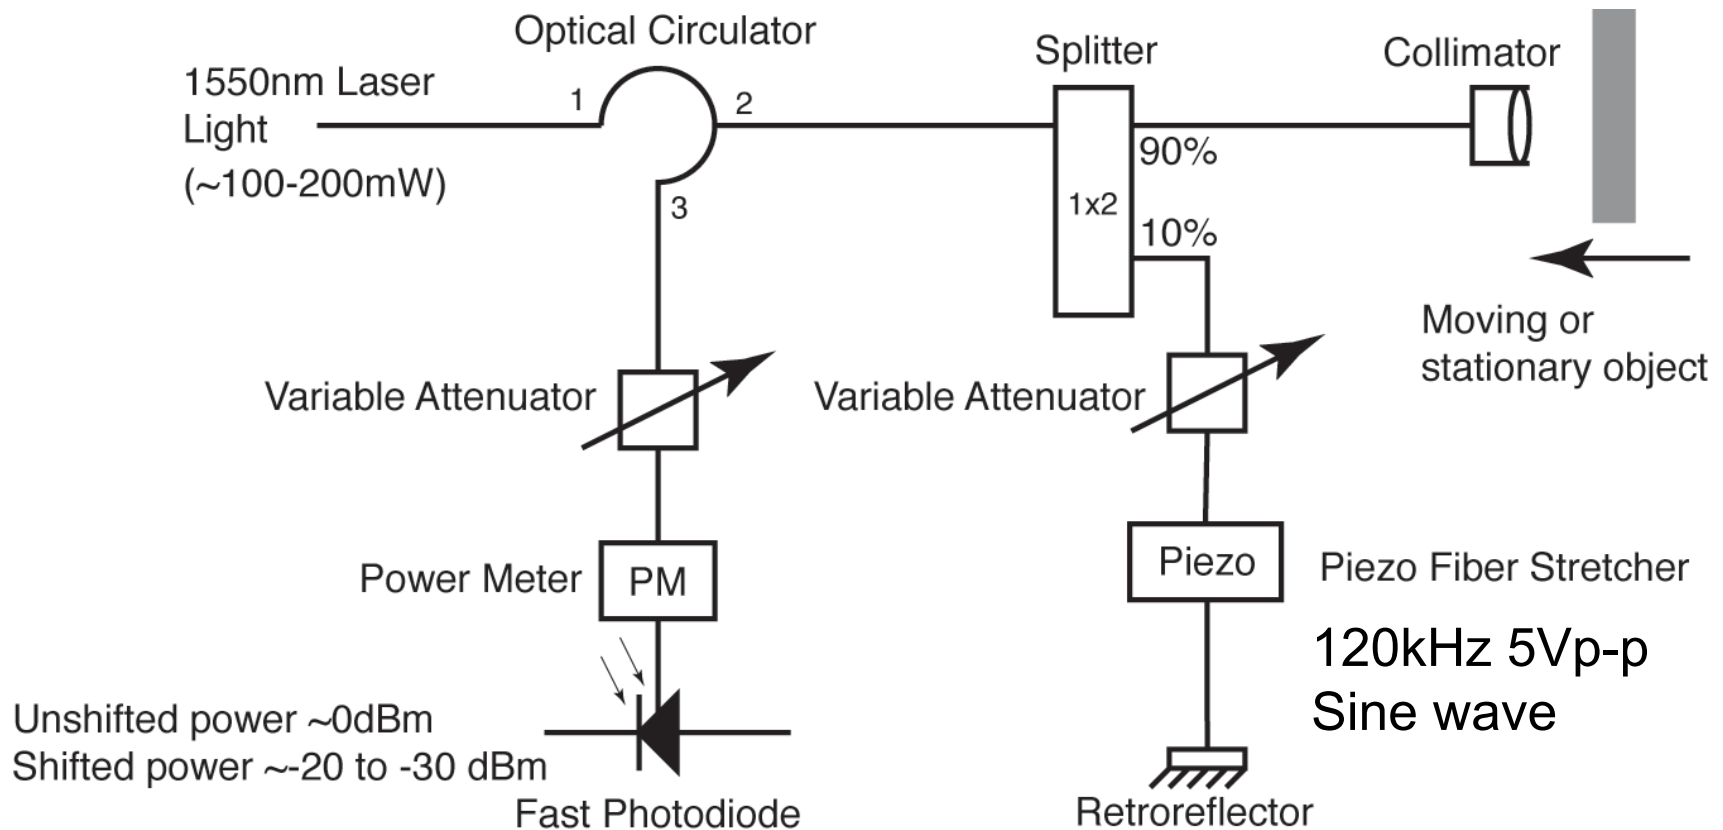 Optical Circulator
Splitter
Collimator
1550nm Laser
Light
(~100-200mW)
1
2
3
90%
1x2
10%
Moving or
stationary object
Variable Attenuator
Variable Attenuator
Power Meter
PM
Piezo
Piezo Fiber Stretcher
120kHz 5Vp-p
Sine wave
Unshifted power ~0dBm
Shifted power ~-20 to -30 dBm
Fast Photodiode
Retroreflector